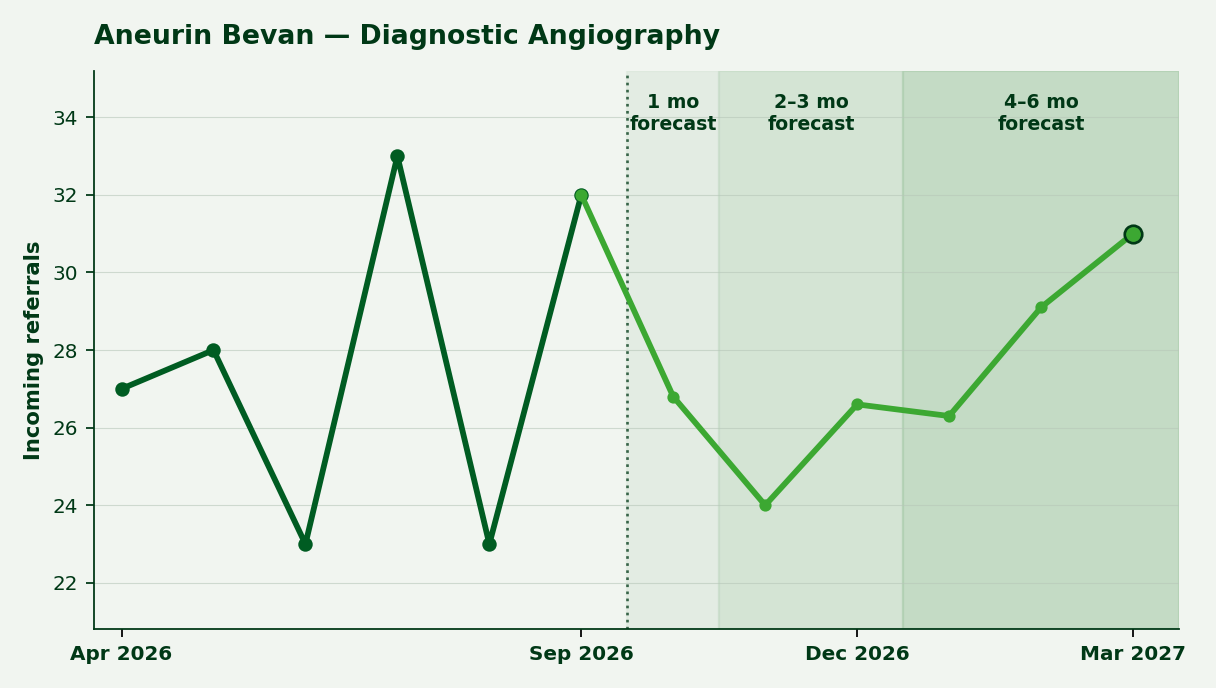 Aneurin Bevan — Diagnostic Angiography
1 mo
forecast
2–3 mo
forecast
4–6 mo
forecast
Incoming referrals
34
32
30
28
26
24
22
Apr 2026
Sep 2026
Dec 2026
Mar 2027